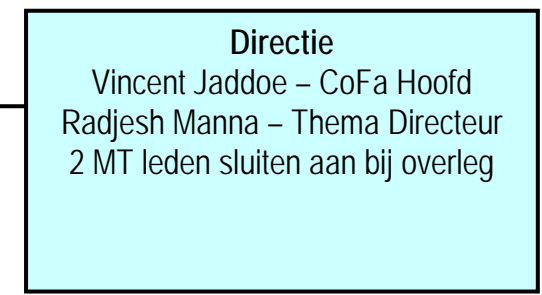 Directie
Vincent Jaddoe – CoFa Hoofd
Radjesh Manna – Thema Directeur
2 MT leden sluiten aan bij overleg